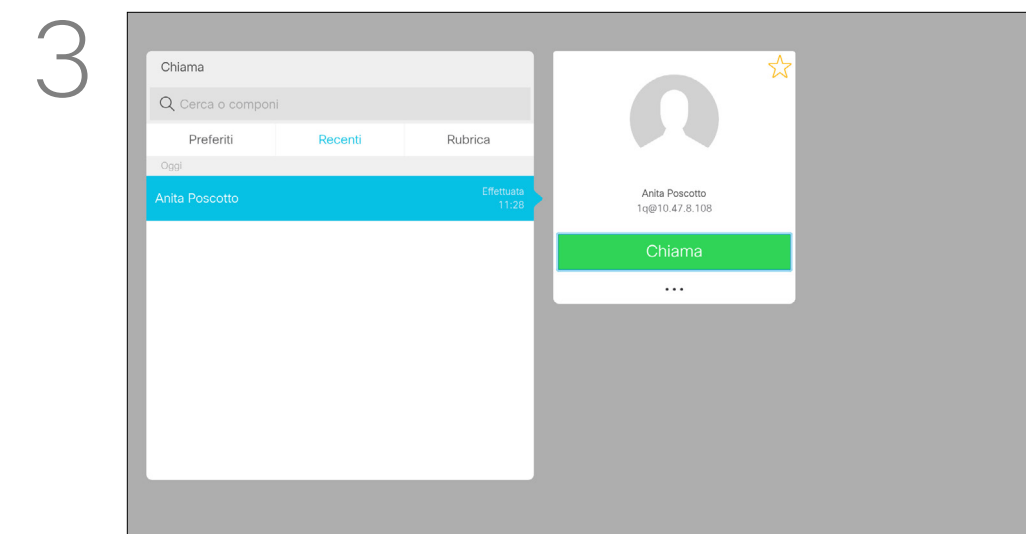 3
Chiama
Cerca o componi
Preferiti Recenti Rubrica
Oggi
Anita Poscotto
Effettuata
11:28
Anita Poscotto
1q@10.47.8.108
Chiama
...